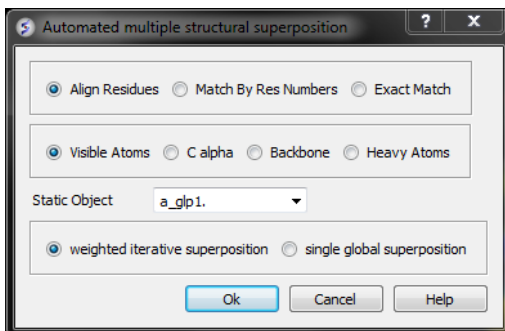 Automated multiple structural superposition
Align Residues Match By Res Numbers Exact Match
Visible Atoms C alpha Backbone Heavy Atoms
Static Object a_glp1.
weighted iterative superposition single global superposition
Ok Cancel Help